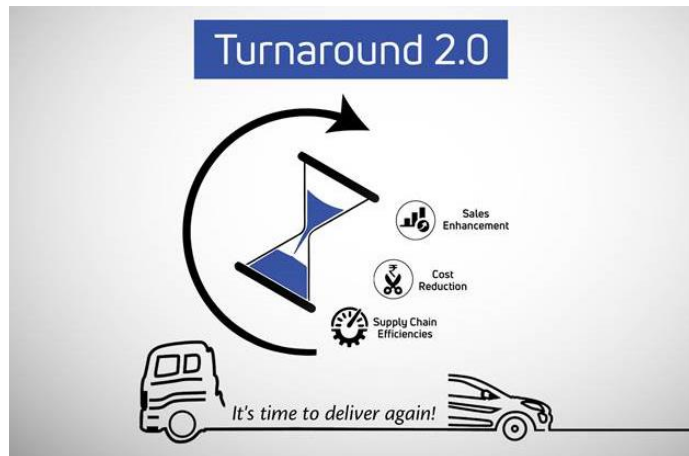 Turnaround 2.0
Sales
Enhancement
₹
Cost
Reduction
Supply Chain
Efficiencies
It's time to deliver again!